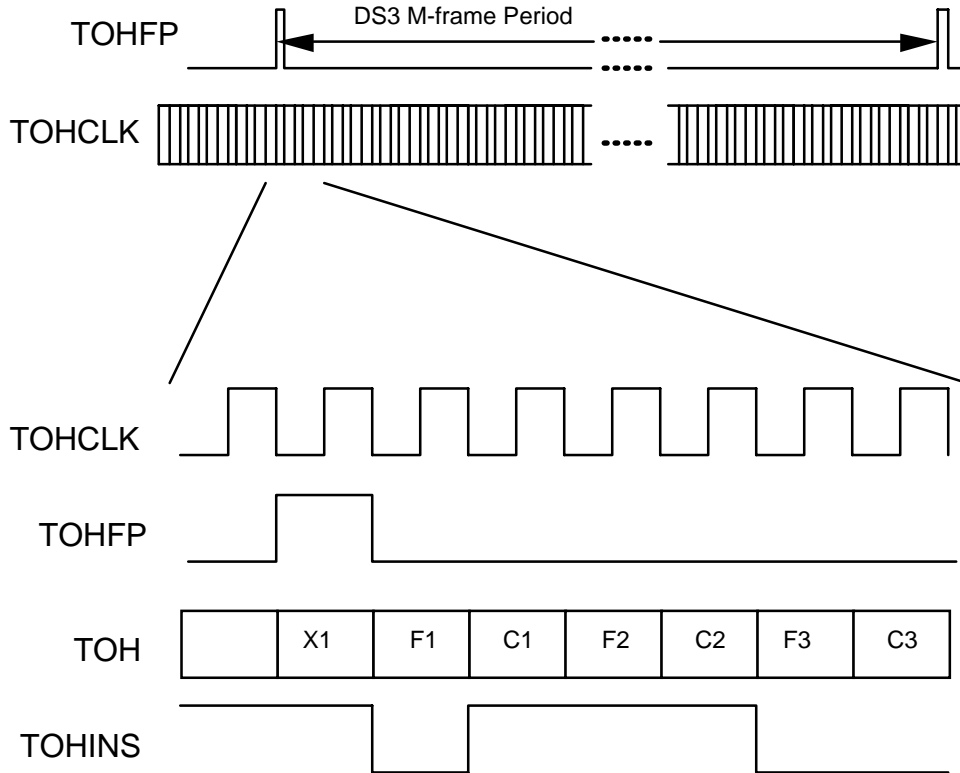 DS3 M-frame Period
TOHFP
TOHCLK
TOHCLK
TOHFP
TOH X1 F1 C1 F2 C2 F3 C3
TOHINS